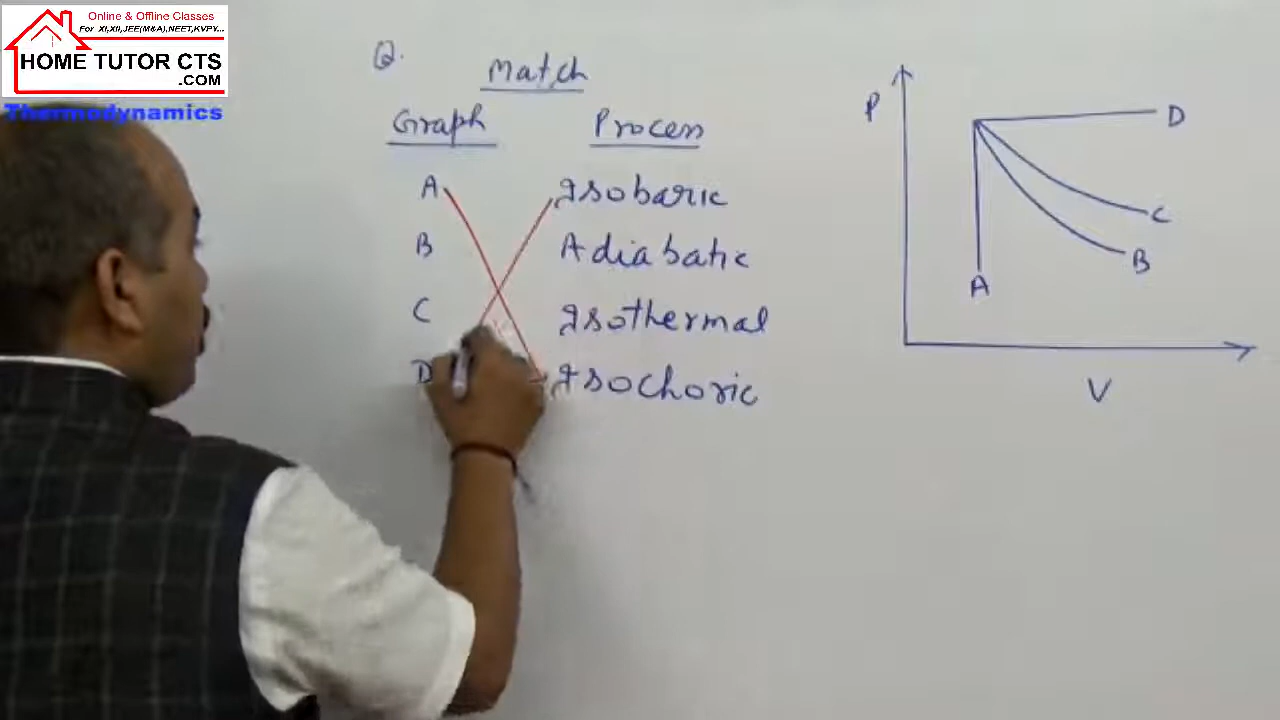 Online & Offline Classes
For XI,XII,JEE(M&A),NEET,KVPY...
HOME TUTOR CTS
.COM
Thermodynamics
Q.
Match
Graph Process
A Isobaric
B Adiabatic
C Isothermal
D Isochoric
P
D
C
B
A
V